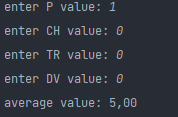 enter P value: 1
enter CH value: 0
enter TR value: 0
enter DV value: 0
average value: 5,00